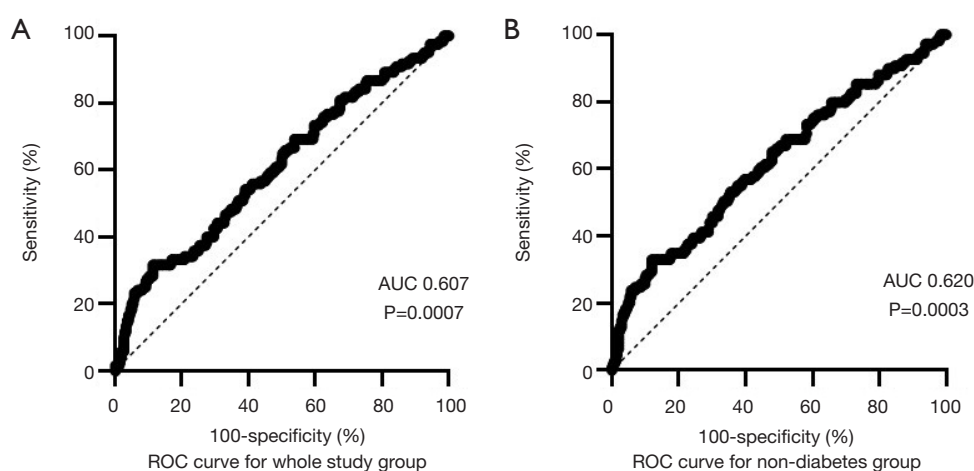 A
100
80
60
40
20
0
Sensitivity (%)
AUC 0.607
P=0.0007
0 20 40 60 80 100
100-specificity (%)
ROC curve for whole study group
B
100
80
60
40
20
0
Sensitivity (%)
AUC 0.620
P=0.0003
0 20 40 60 80 100
100-specificity (%)
ROC curve for non-diabetes group